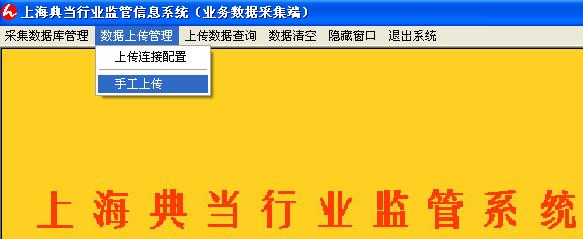 上海典当行业监管信息系统（业务数据采集端）
采集数据库管理 数据上传管理 上传数据查询 数据清空 隐藏窗口 退出系统
上传连接配置
手工上传
上海典当行业监管系统